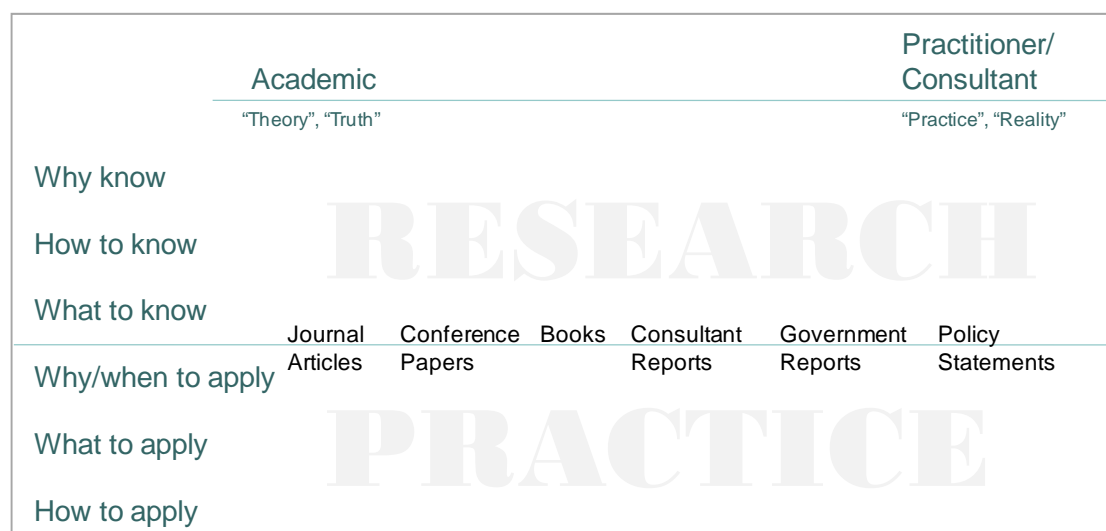 Practitioner/
Academic Consultant
“Theory”, “Truth” “Practice”, “Reality”
Why know
RESEARCH
How to know
What to know
Journal Conference Books Consultant Government Policy
Articles Papers Reports Reports Statements
Why/when to apply
PRACTICE
What to apply
How to apply